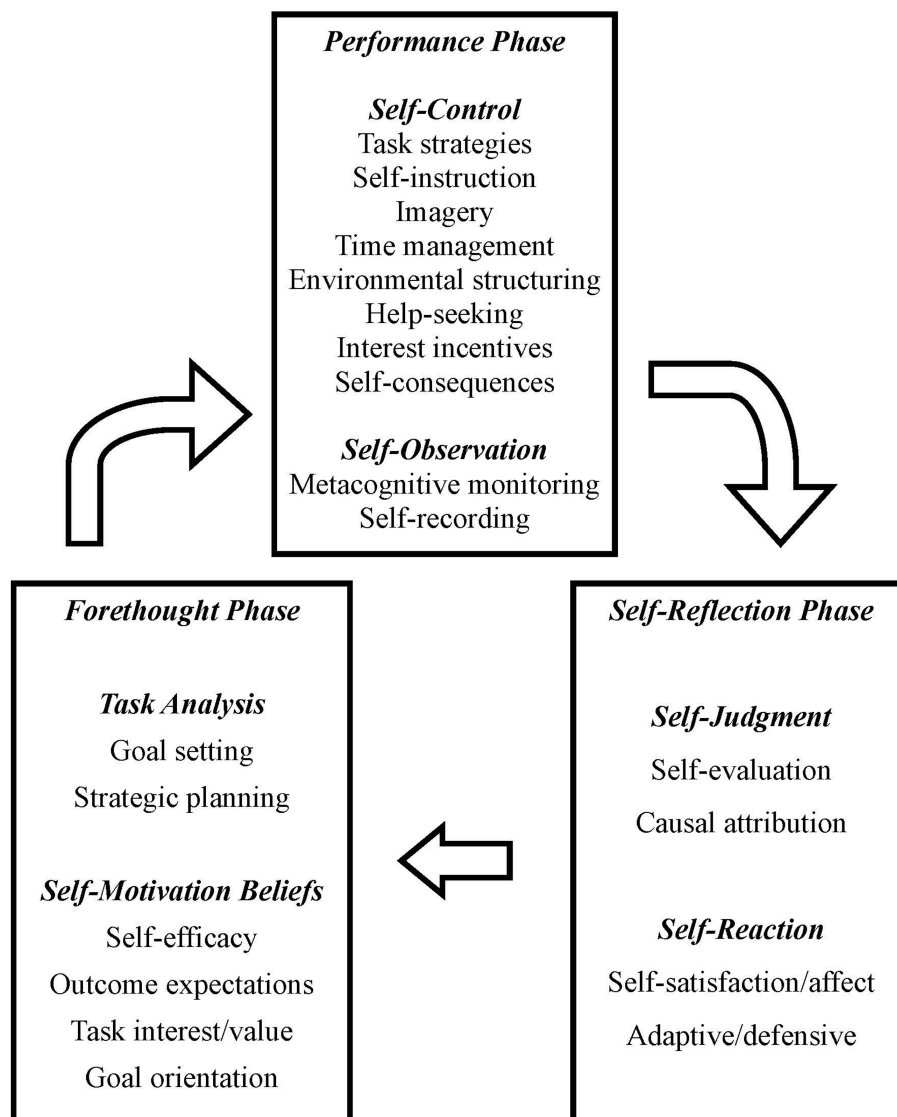 Performance Phase
Self-Control
Task strategies
Self-instruction
Imagery
Time management
Environmental structuring
Help-seeking
Interest incentives
Self-consequences
Self-Observation
Metacognitive monitoring
Self-recording
Forethought Phase
Task Analysis
Goal setting
Strategic planning
Self-Motivation Beliefs
Self-efficacy
Outcome expectations
Task interest/value
Goal orientation
Self-Reflection Phase
Self-Judgment
Self-evaluation
Causal attribution
Self-Reaction
Self-satisfaction/affect
Adaptive/defensive